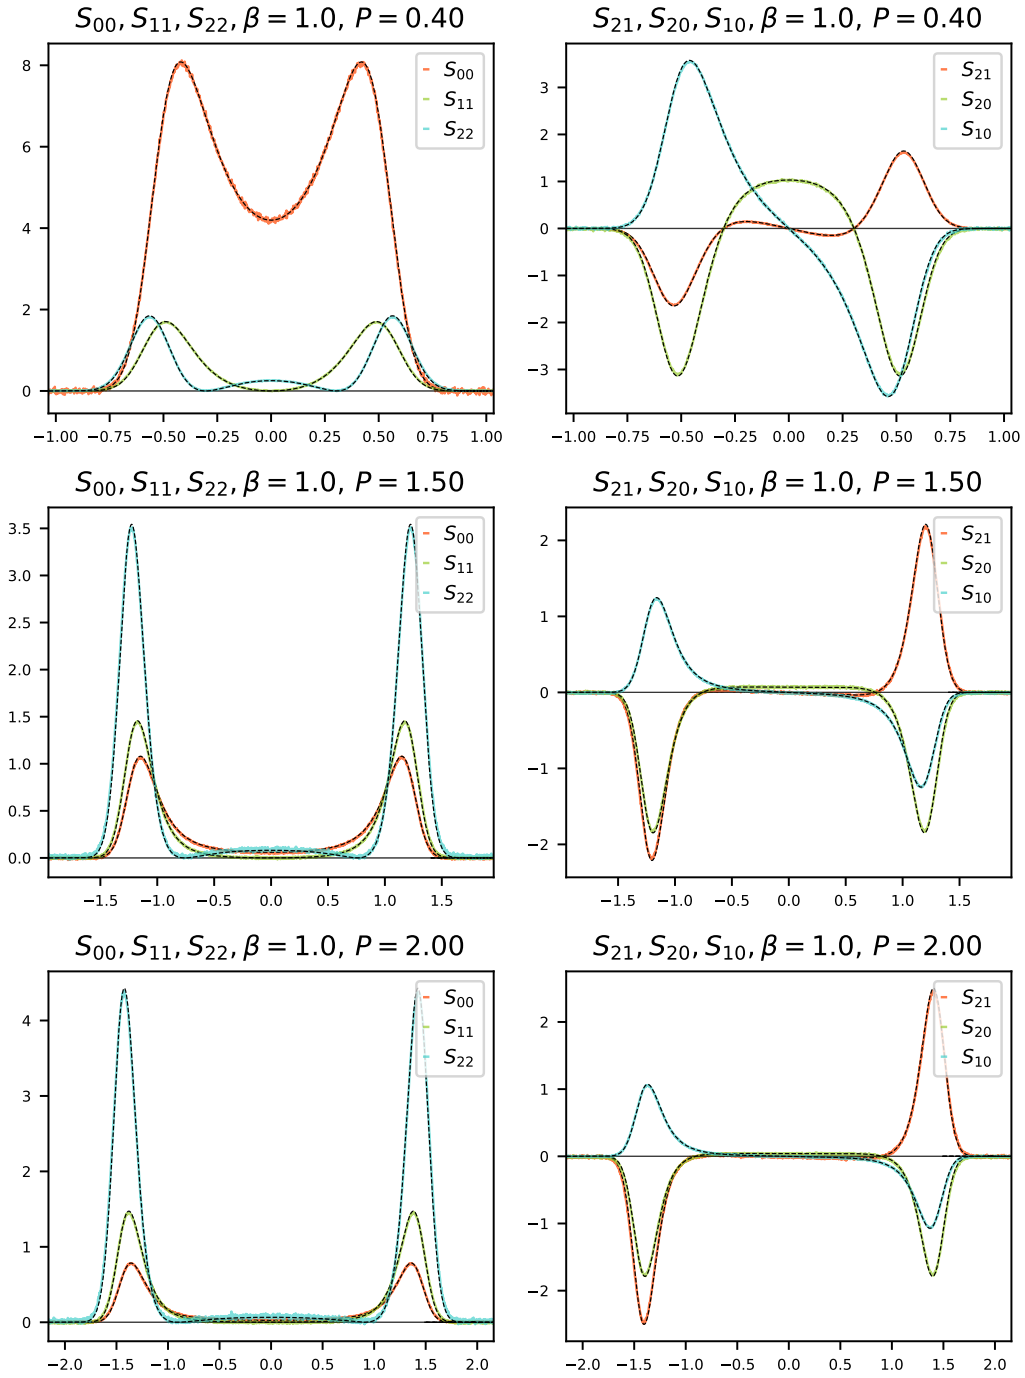 S₀₀, S₁₁, S₂₂, β = 1.0, P = 0.40
8
6
4
2
0
−1.00 −0.75 −0.50 −0.25 0.00 0.25 0.50 0.75 1.00
S₀₀
S₁₁
S₂₂
S₂₁, S₂₀, S₁₀, β = 1.0, P = 0.40
3
2
1
0
−1
−2
−3
−1.00 −0.75 −0.50 −0.25 0.00 0.25 0.50 0.75 1.00
S₂₁
S₂₀
S₁₀
S₀₀, S₁₁, S₂₂, β = 1.0, P = 1.50
3.5
3.0
2.5
2.0
1.5
1.0
0.5
0.0
−1.5 −1.0 −0.5 0.0 0.5 1.0 1.5
S₀₀
S₁₁
S₂₂
S₂₁, S₂₀, S₁₀, β = 1.0, P = 1.50
2
1
0
−1
−2
−1.5 −1.0 −0.5 0.0 0.5 1.0 1.5
S₂₁
S₂₀
S₁₀
S₀₀, S₁₁, S₂₂, β = 1.0, P = 2.00
4
3
2
1
0
−2.0 −1.5 −1.0 −0.5 0.0 0.5 1.0 1.5 2.0
S₀₀
S₁₁
S₂₂
S₂₁, S₂₀, S₁₀, β = 1.0, P = 2.00
2
1
0
−1
−2
−2.0 −1.5 −1.0 −0.5 0.0 0.5 1.0 1.5 2.0
S₂₁
S₂₀
S₁₀